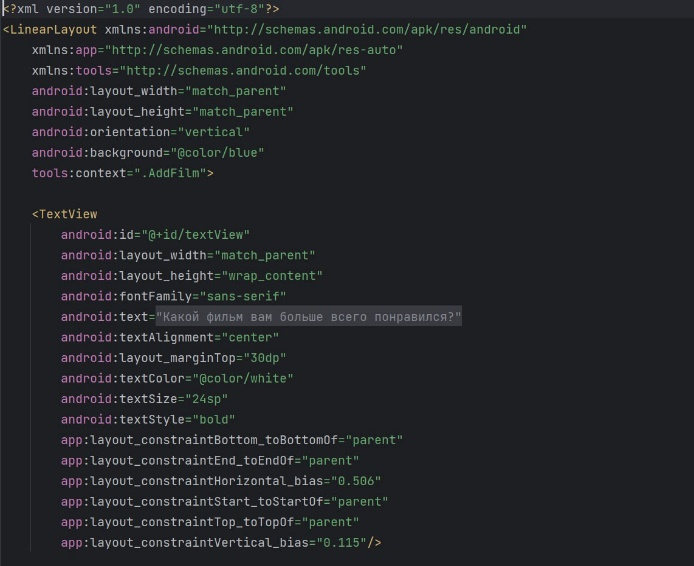 <?xml version="1.0" encoding="utf-8"?>
<LinearLayout xmlns:android="http://schemas.android.com/apk/res/android"
    xmlns:app="http://schemas.android.com/apk/res-auto"
    xmlns:tools="http://schemas.android.com/tools"
    android:layout_width="match_parent"
    android:layout_height="match_parent"
    android:orientation="vertical"
    android:background="@color/blue"
    tools:context=".AddFilm">

    <TextView
        android:id="@+id/textView"
        android:layout_width="match_parent"
        android:layout_height="wrap_content"
        android:fontFamily="sans-serif"
        android:text="Какой фильм вам больше всего понравился?"
        android:textAlignment="center"
        android:layout_marginTop="30dp"
        android:textColor="@color/white"
        android:textSize="24sp"
        android:textStyle="bold"
        app:layout_constraintBottom_toBottomOf="parent"
        app:layout_constraintEnd_toEndOf="parent"
        app:layout_constraintHorizontal_bias="0.506"
        app:layout_constraintStart_toStartOf="parent"
        app:layout_constraintTop_toTopOf="parent"
        app:layout_constraintVertical_bias="0.115"/>